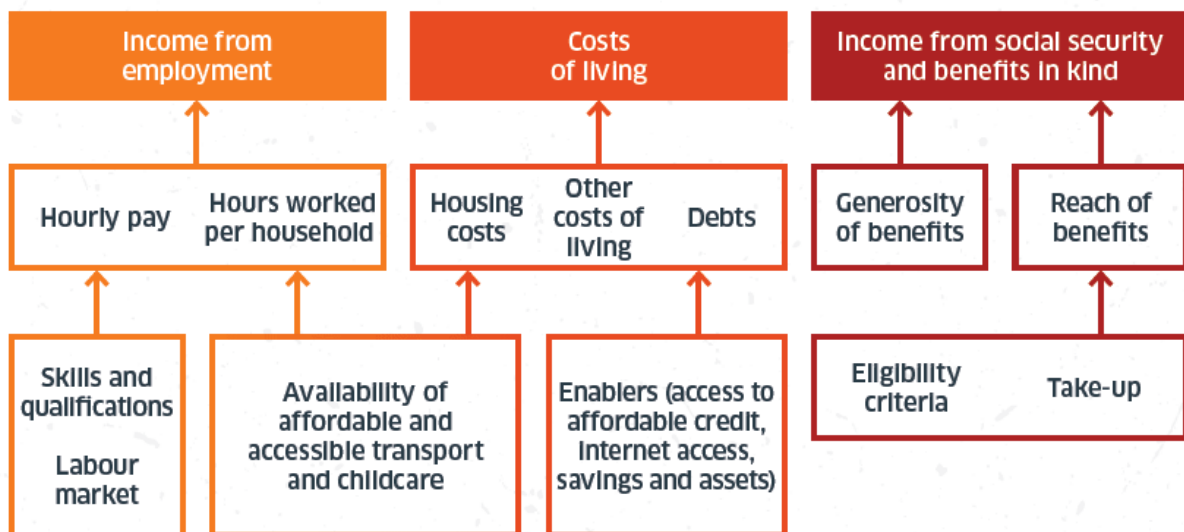 Income from
employment
Costs
of living
Income from social security
and benefits in kind
Hourly pay
Hours worked
per household
Housing
costs
Other
costs of
living
Debts
Generosity
of benefits
Reach of
benefits
Skills and
qualifications
Labour
market
Availability of
affordable and
accessible transport
and childcare
Enablers (access to
affordable credit,
internet access,
savings and assets)
Eligibility
criteria
Take-up